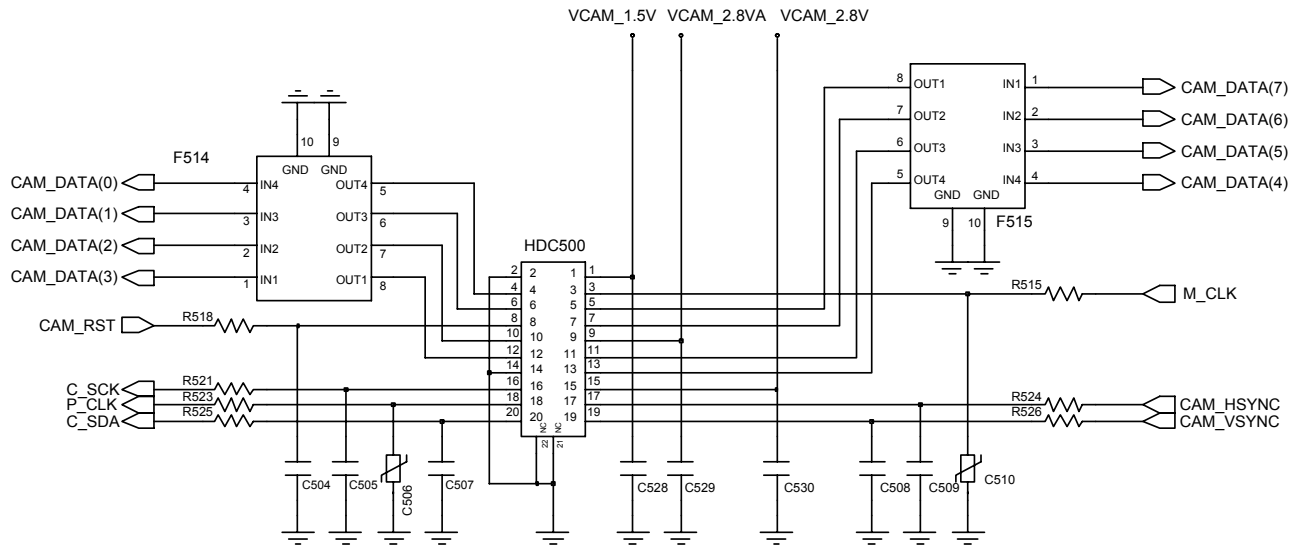 VCAM_1.5V VCAM_2.8VA VCAM_2.8V
F514
10 9
GND GND
CAM_DATA(0) 4 IN4 OUT4 5
CAM_DATA(1) 3 IN3 OUT3 6
CAM_DATA(2) 2 IN2 OUT2 7
CAM_DATA(3) 1 IN1 OUT1 8
8 OUT1 IN1 1 CAM_DATA(7)
7 OUT2 IN2 2 CAM_DATA(6)
6 OUT3 IN3 3 CAM_DATA(5)
5 OUT4 IN4 4 CAM_DATA(4)
GND GND
9 10 F515
HDC500
2 2 1 1
4 4 3 3
6 6 5 5
8 8 7 7
10 10 9 9
12 12 11 11
14 14 13 13
16 16 15 15
18 18 17 17
20 20 19 19
NC NC
22 21
CAM_RST R518
C_SCK R521
P_CLK R523
C_SDA R525
R515 M_CLK
R524 CAM_HSYNC
R526 CAM_VSYNC
C504 C505 C506 C507 C528 C529 C530 C508 C509 C510